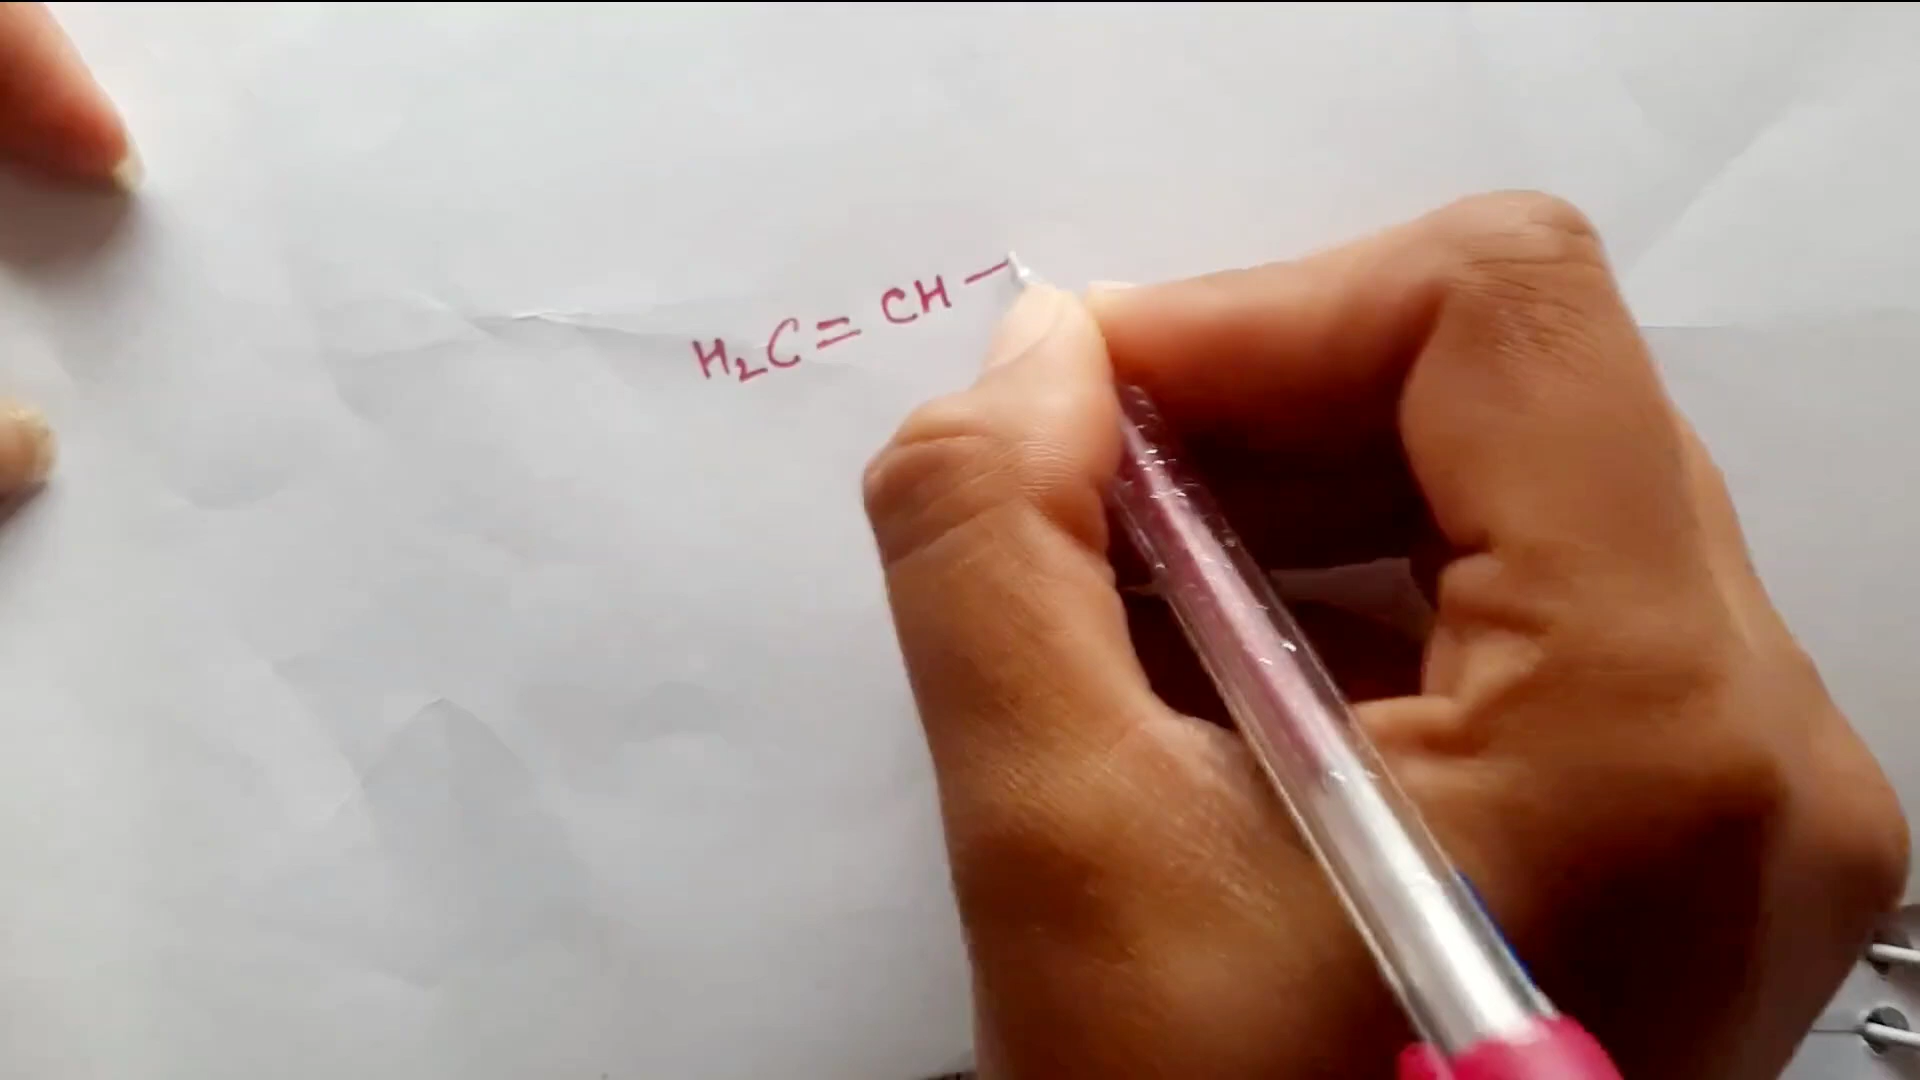 H₂C = CH —